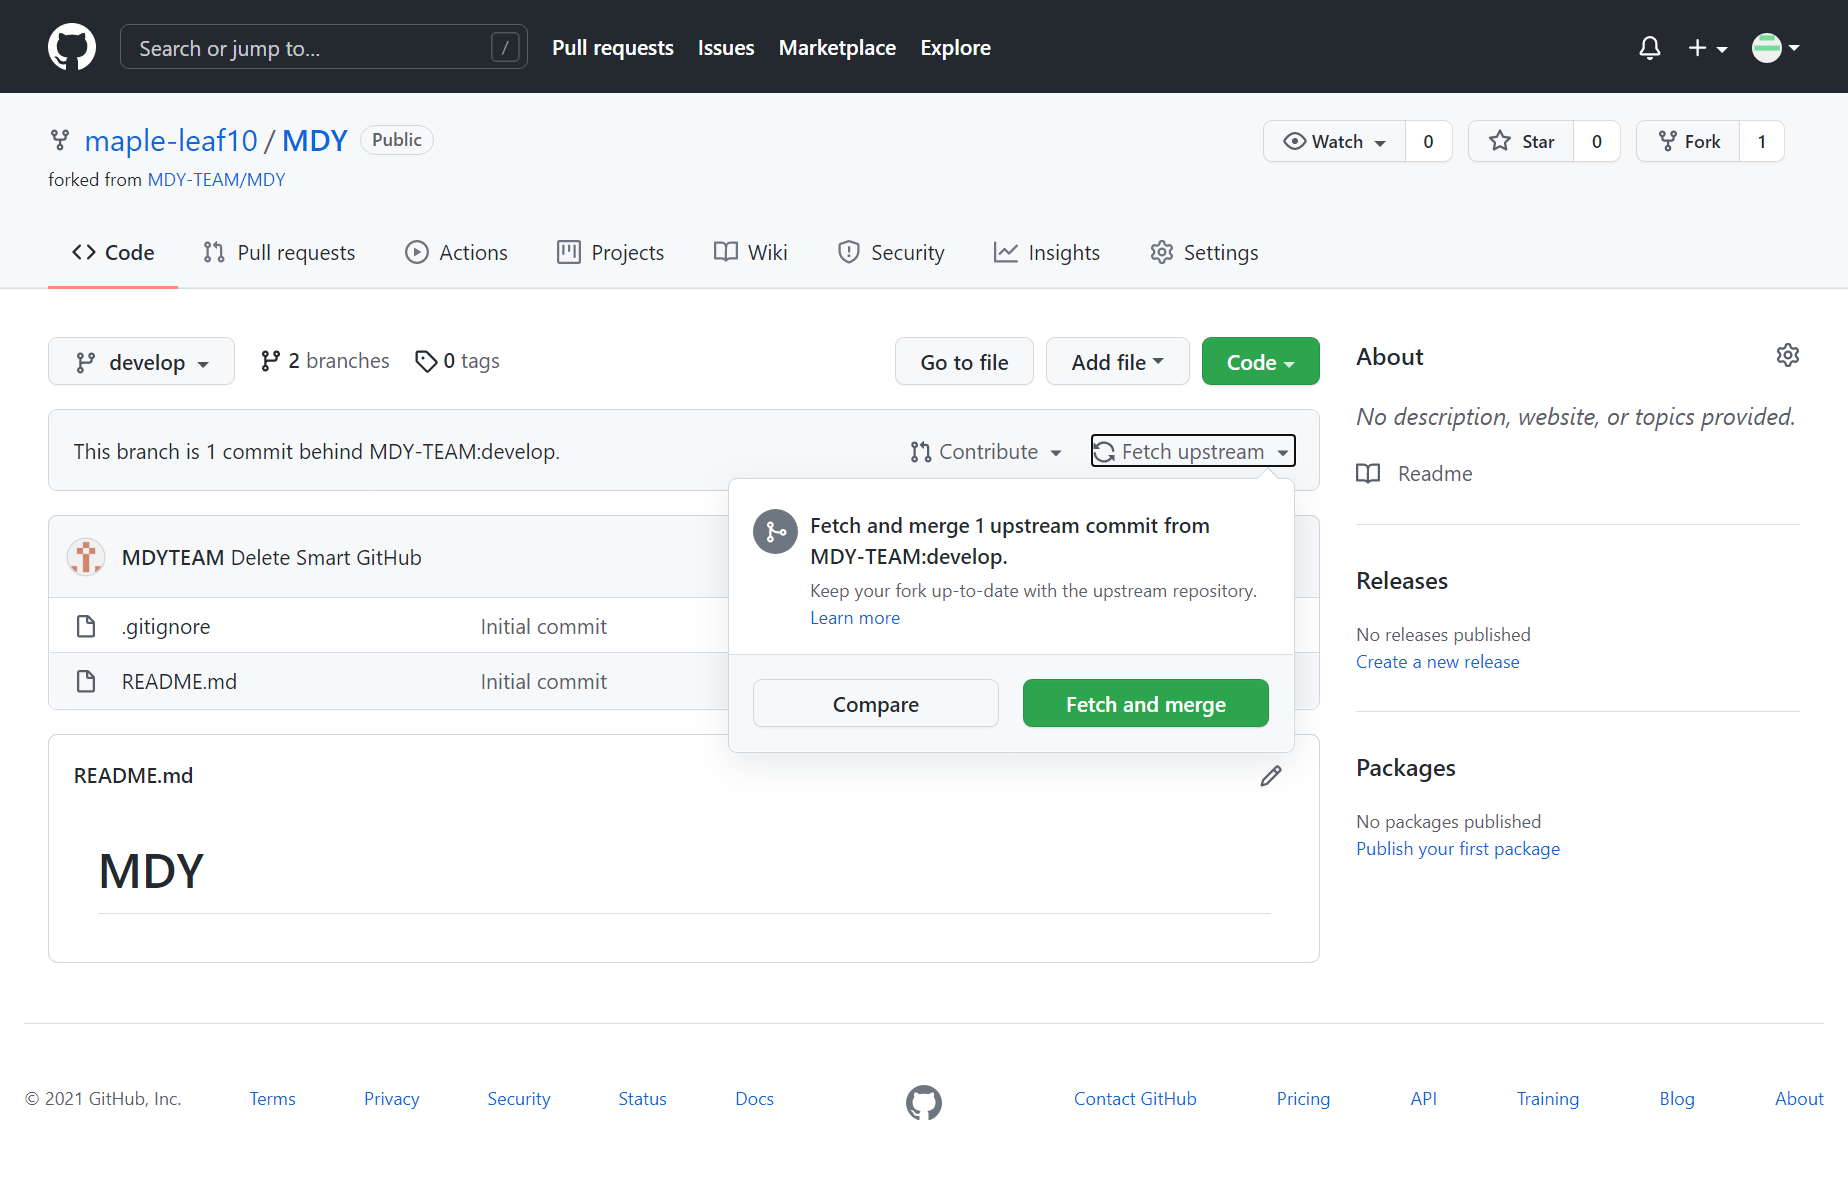 Search or jump to... /
Pull requests Issues Marketplace Explore
maple-leaf10 / MDY Public
forked from MDY-TEAM/MDY
Watch 0 Star 0 Fork 1
Code Pull requests Actions Projects Wiki Security Insights Settings
develop 2 branches 0 tags Go to file Add file Code
This branch is 1 commit behind MDY-TEAM:develop. Contribute Fetch upstream
Fetch and merge 1 upstream commit from
MDY-TEAM:develop.
Keep your fork up-to-date with the upstream repository.
Learn more
Compare Fetch and merge
MDYTEAM Delete Smart GitHub
.gitignore Initial commit
README.md Initial commit
README.md
MDY
About
No description, website, or topics provided.
Readme
Releases
No releases published
Create a new release
Packages
No packages published
Publish your first package
© 2021 GitHub, Inc. Terms Privacy Security Status Docs Contact GitHub Pricing API Training Blog About